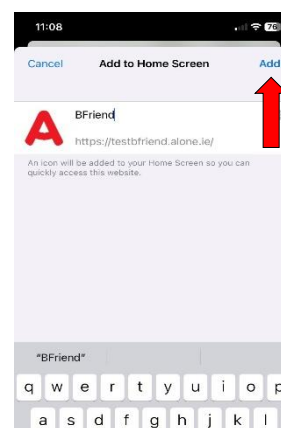 11:08 76
Cancel Add to Home Screen Add
BFriend
https://testbfriend.alone.ie/
An icon will be added to your Home Screen so you can
quickly access this website.
"BFriend"
q w e r t y u i o p
a s d f g h j k l